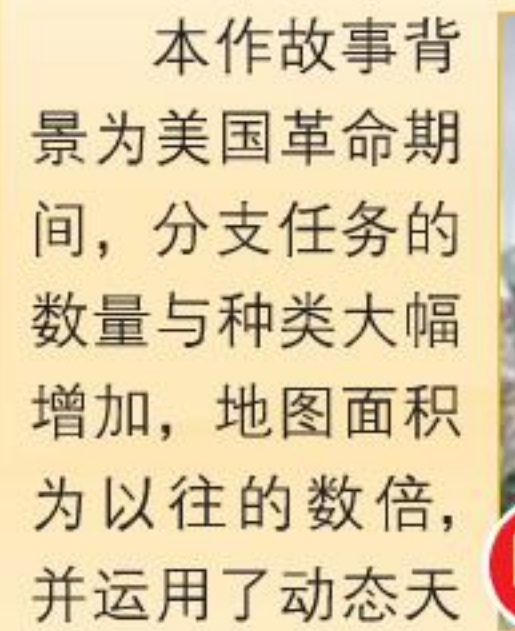 本作故事背
景为美国革命期
间，分支任务的
数量与种类大幅
增加，地图面积
为以往的数倍，
并运用了动态天